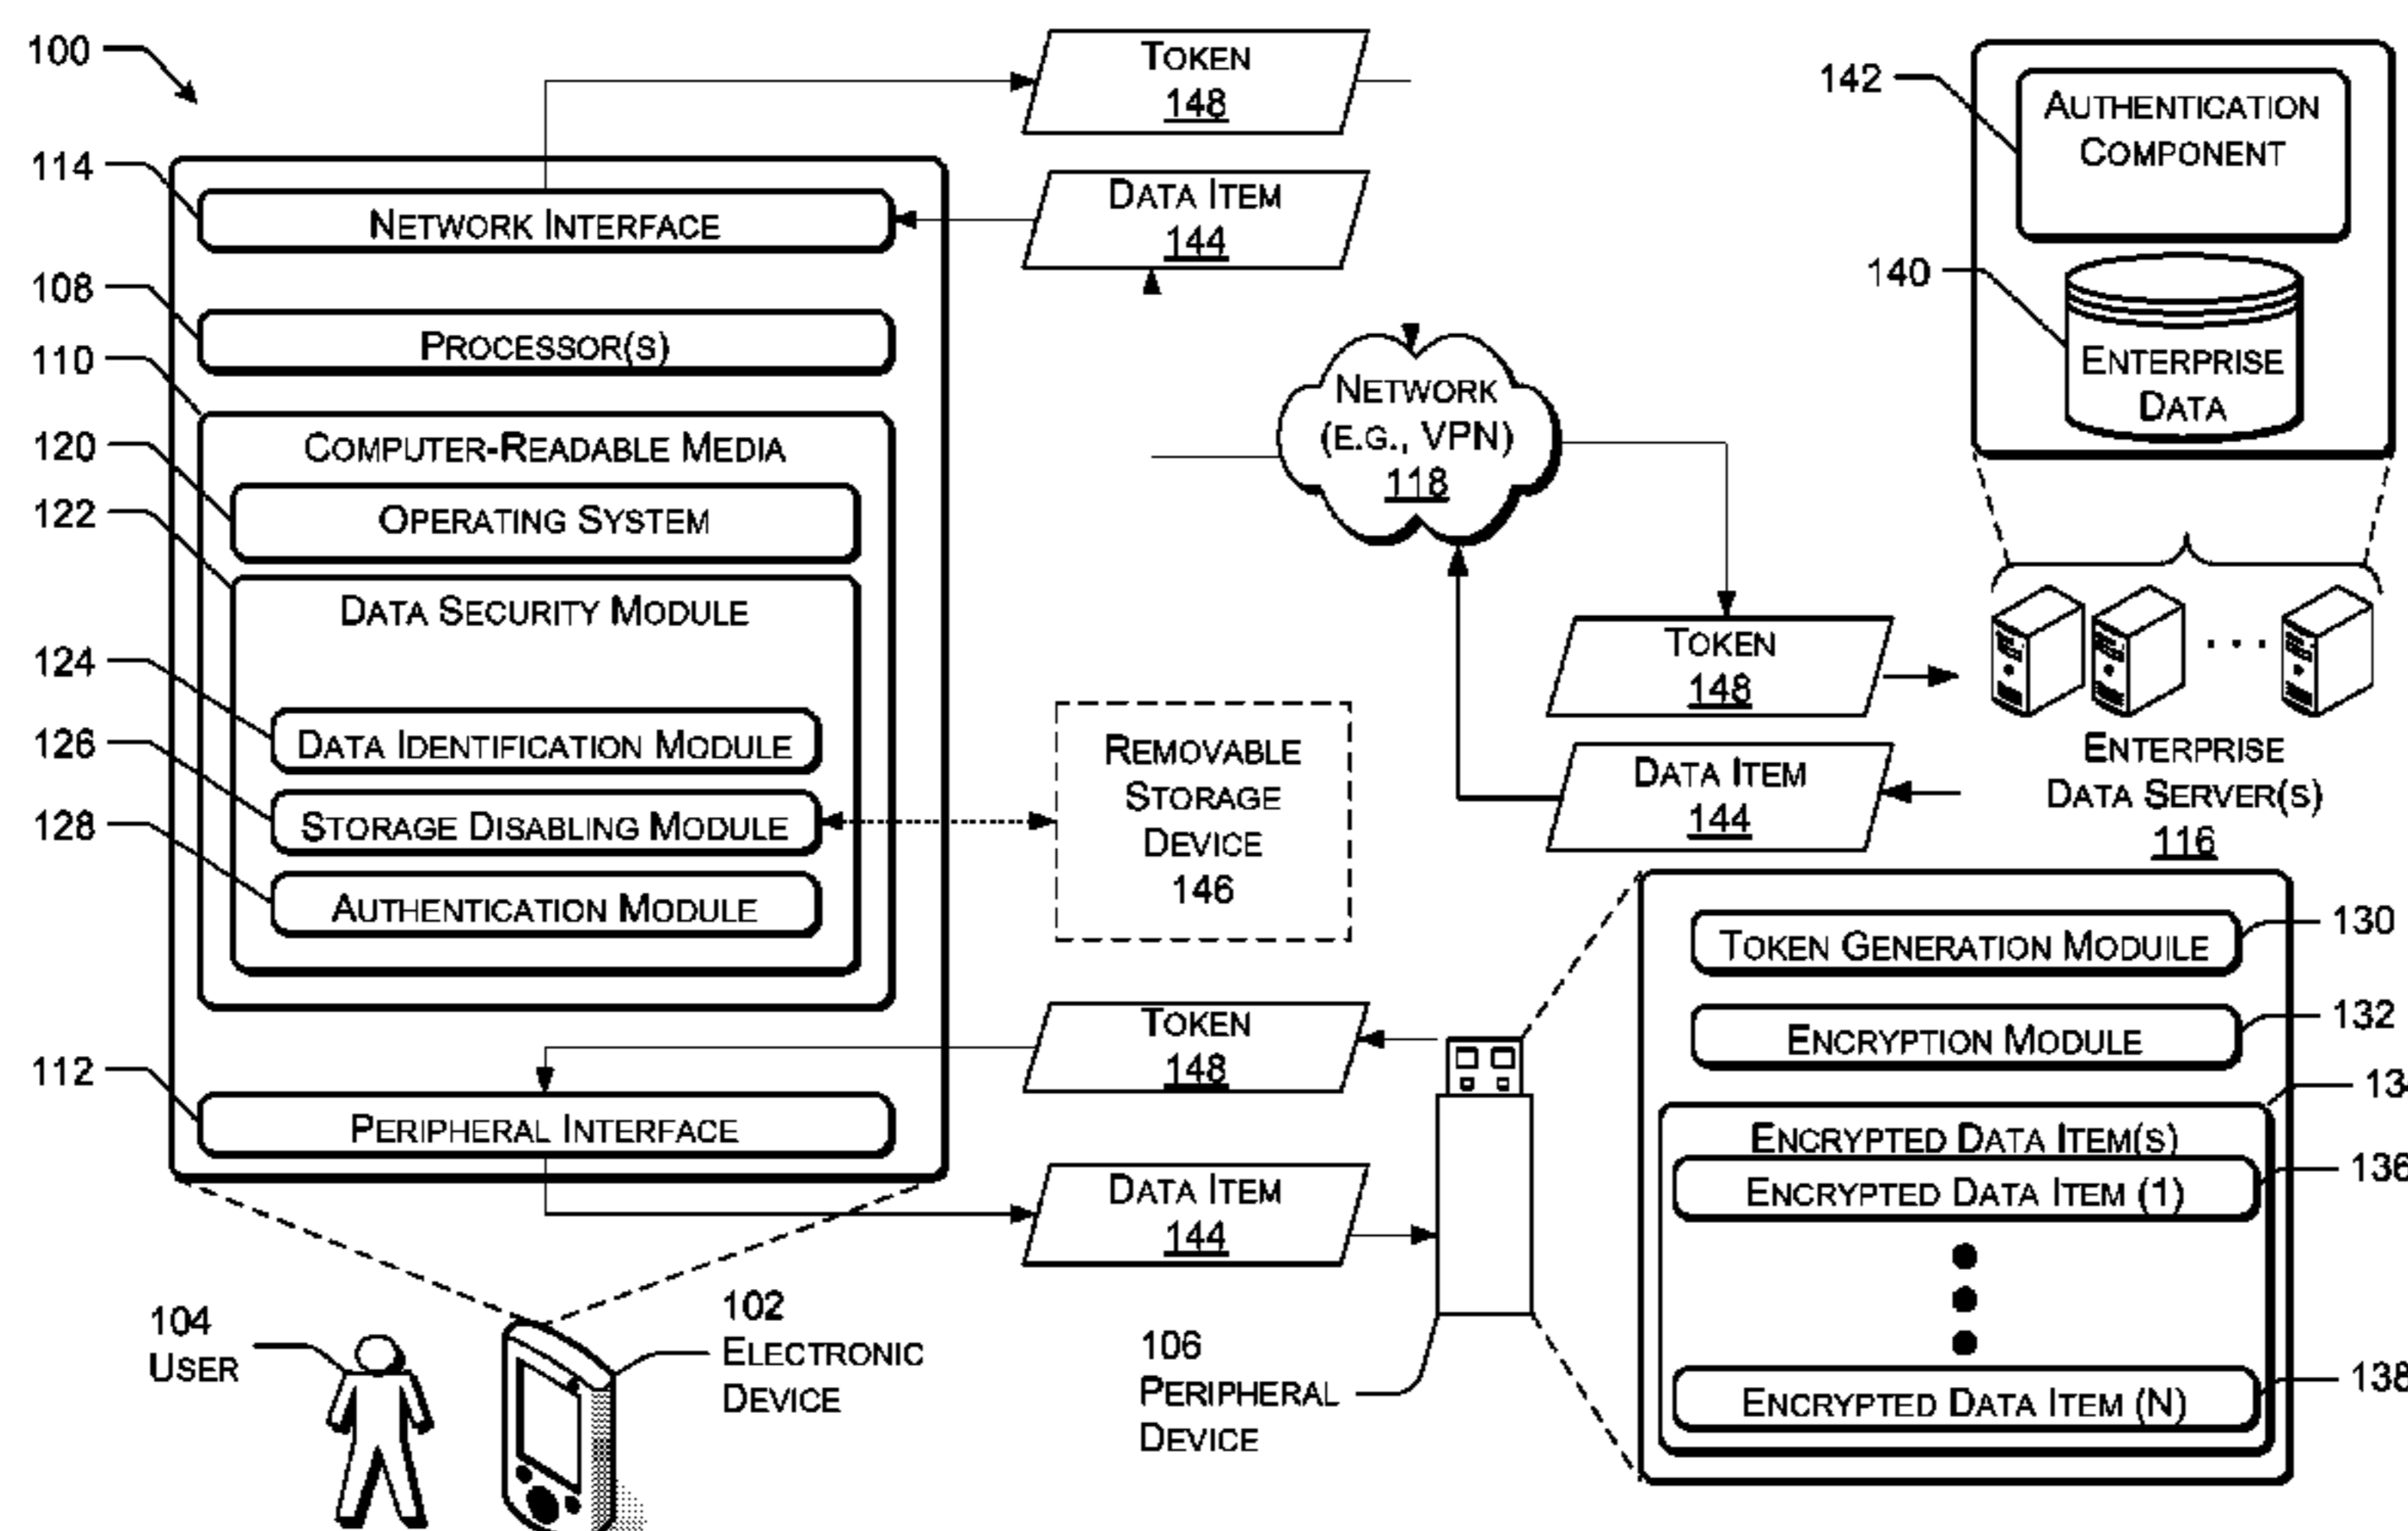 100
TOKEN
148
114
NETWORK INTERFACE
DATA ITEM
144
108
PROCESSOR(S)
110
COMPUTER-READABLE MEDIA
120
OPERATING SYSTEM
122
DATA SECURITY MODULE
124
DATA IDENTIFICATION MODULE
126
STORAGE DISABLING MODULE
128
AUTHENTICATION MODULE
112
PERIPHERAL INTERFACE
REMOVABLE
STORAGE
DEVICE
146
TOKEN
148
DATA ITEM
144
104
USER
102
ELECTRONIC
DEVICE
106
PERIPHERAL
DEVICE
NETWORK
(E.G., VPN)
118
142
AUTHENTICATION
COMPONENT
140
ENTERPRISE
DATA
TOKEN
148
DATA ITEM
144
ENTERPRISE
DATA SERVER(S)
116
TOKEN GENERATION MODUILE
130
ENCRYPTION MODULE
132
ENCRYPTED DATA ITEM(S)
ENCRYPTED DATA ITEM (1)
136
ENCRYPTED DATA ITEM (N)
138